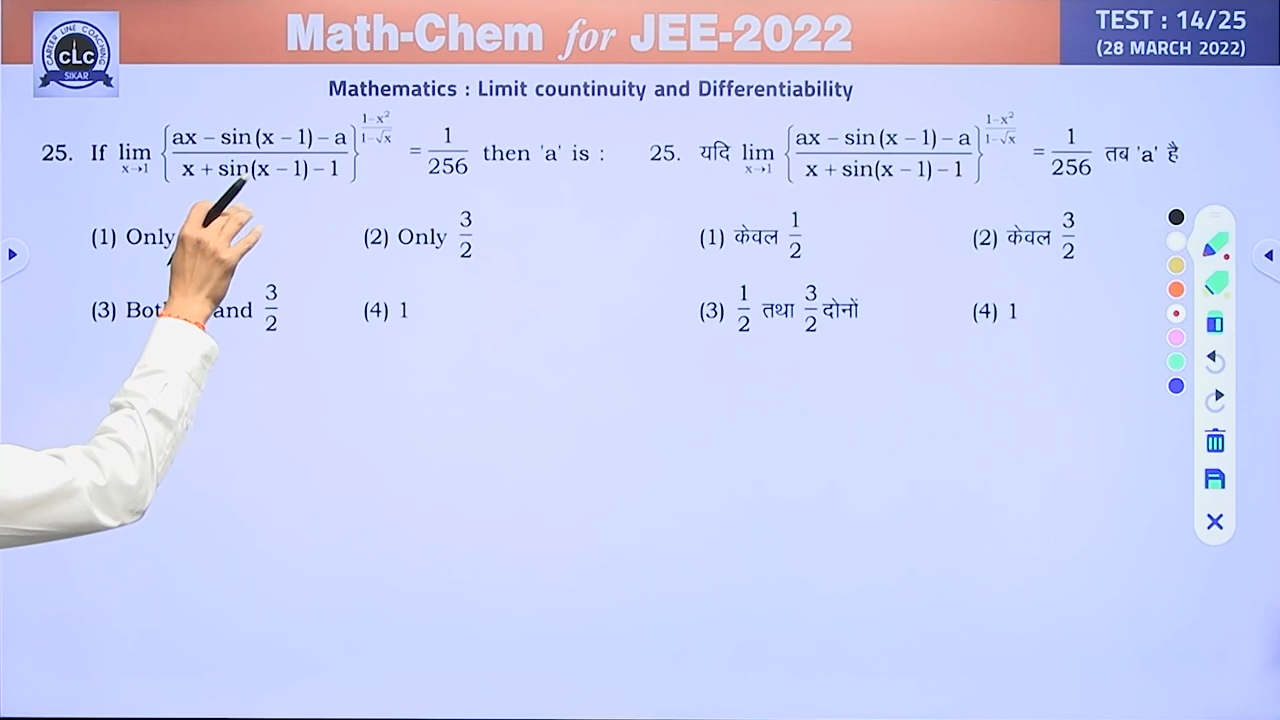 CAREER LINE COACHING
CLC
SIKAR
Math-Chem for JEE-2022
TEST : 14/25
(28 MARCH 2022)
Mathematics : Limit countinuity and Differentiability
25. If lim x→1 {(ax – sin(x – 1) – a)/(x + sin(x – 1) – 1)}^((1–x²)/(1–√x)) = 1/256 then 'a' is :
(1) Only
(2) Only 3/2
(3) and 3/2
(4) 1
25. यदि lim x→1 {(ax – sin(x – 1) – a)/(x + sin(x – 1) – 1)}^((1–x²)/(1–√x)) = 1/256 तब 'a' है
(1) केवल 1/2
(2) केवल 3/2
(3) 1/2 तथा 3/2 दोनों
(4) 1